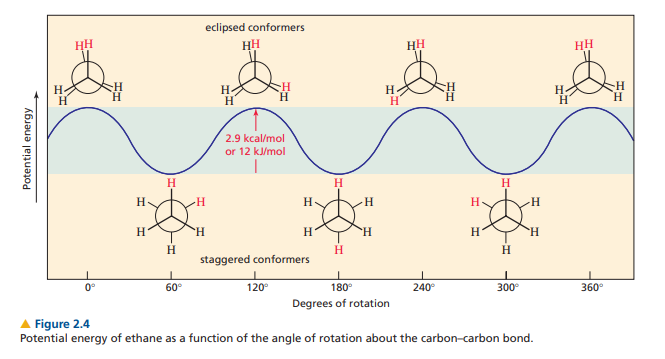 eclipsed conformers
HH
H H
H H
HH
H H
H H
HH
H H
H H
HH
H H
H H
Potential energy
2.9 kcal/mol
or 12 kJ/mol
H
H H
H H
H
H
H H
H H
H
H
H H
H H
H
staggered conformers
0° 60° 120° 180° 240° 300° 360°
Degrees of rotation
▲ Figure 2.4
Potential energy of ethane as a function of the angle of rotation about the carbon–carbon bond.